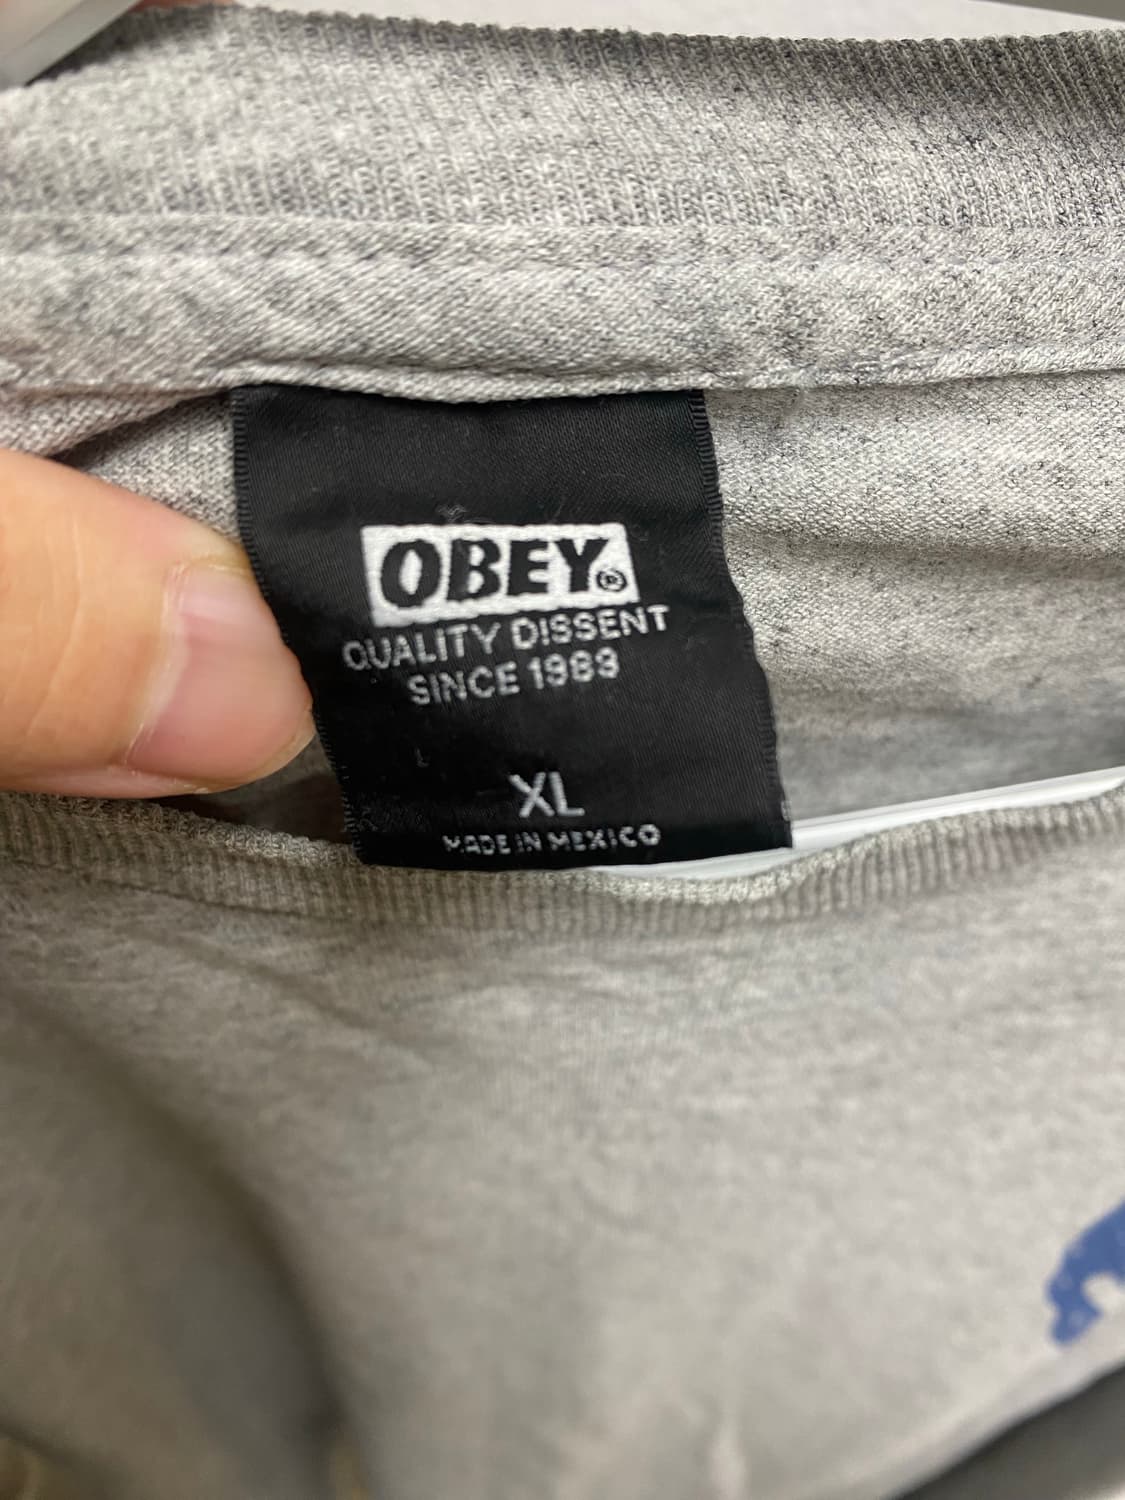 OBEY®
QUALITY DISSENT
SINCE 1989
XL
MADE IN MEXICO